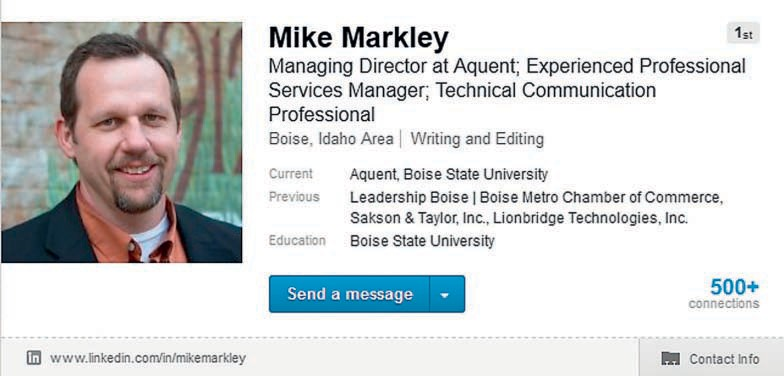 Mike Markley
1st
Managing Director at Aquent; Experienced Professional
Services Manager; Technical Communication
Professional
Boise, Idaho Area | Writing and Editing
Current Aquent, Boise State University
Previous Leadership Boise | Boise Metro Chamber of Commerce,
Sakson & Taylor, Inc., Lionbridge Technologies, Inc.
Education Boise State University
Send a message
500+
connections
in www.linkedin.com/in/mikemarkley
Contact Info